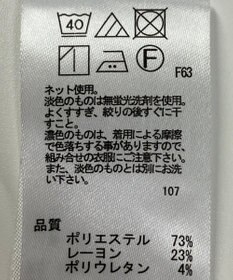 40
F
F63
ネット使用。
淡色のものは無蛍光洗剤を使用。
よくすすぎ、絞りの後すぐに干
すこと。
濃色のものは、着用による摩擦
で色落ちする事がありますので、
組み合せの衣服にご注意下さい。
また、淡色のものとは別にお洗
い下さい。
107
品質
ポリエステル 73%
レーヨン 23%
ポリウレタン 4%